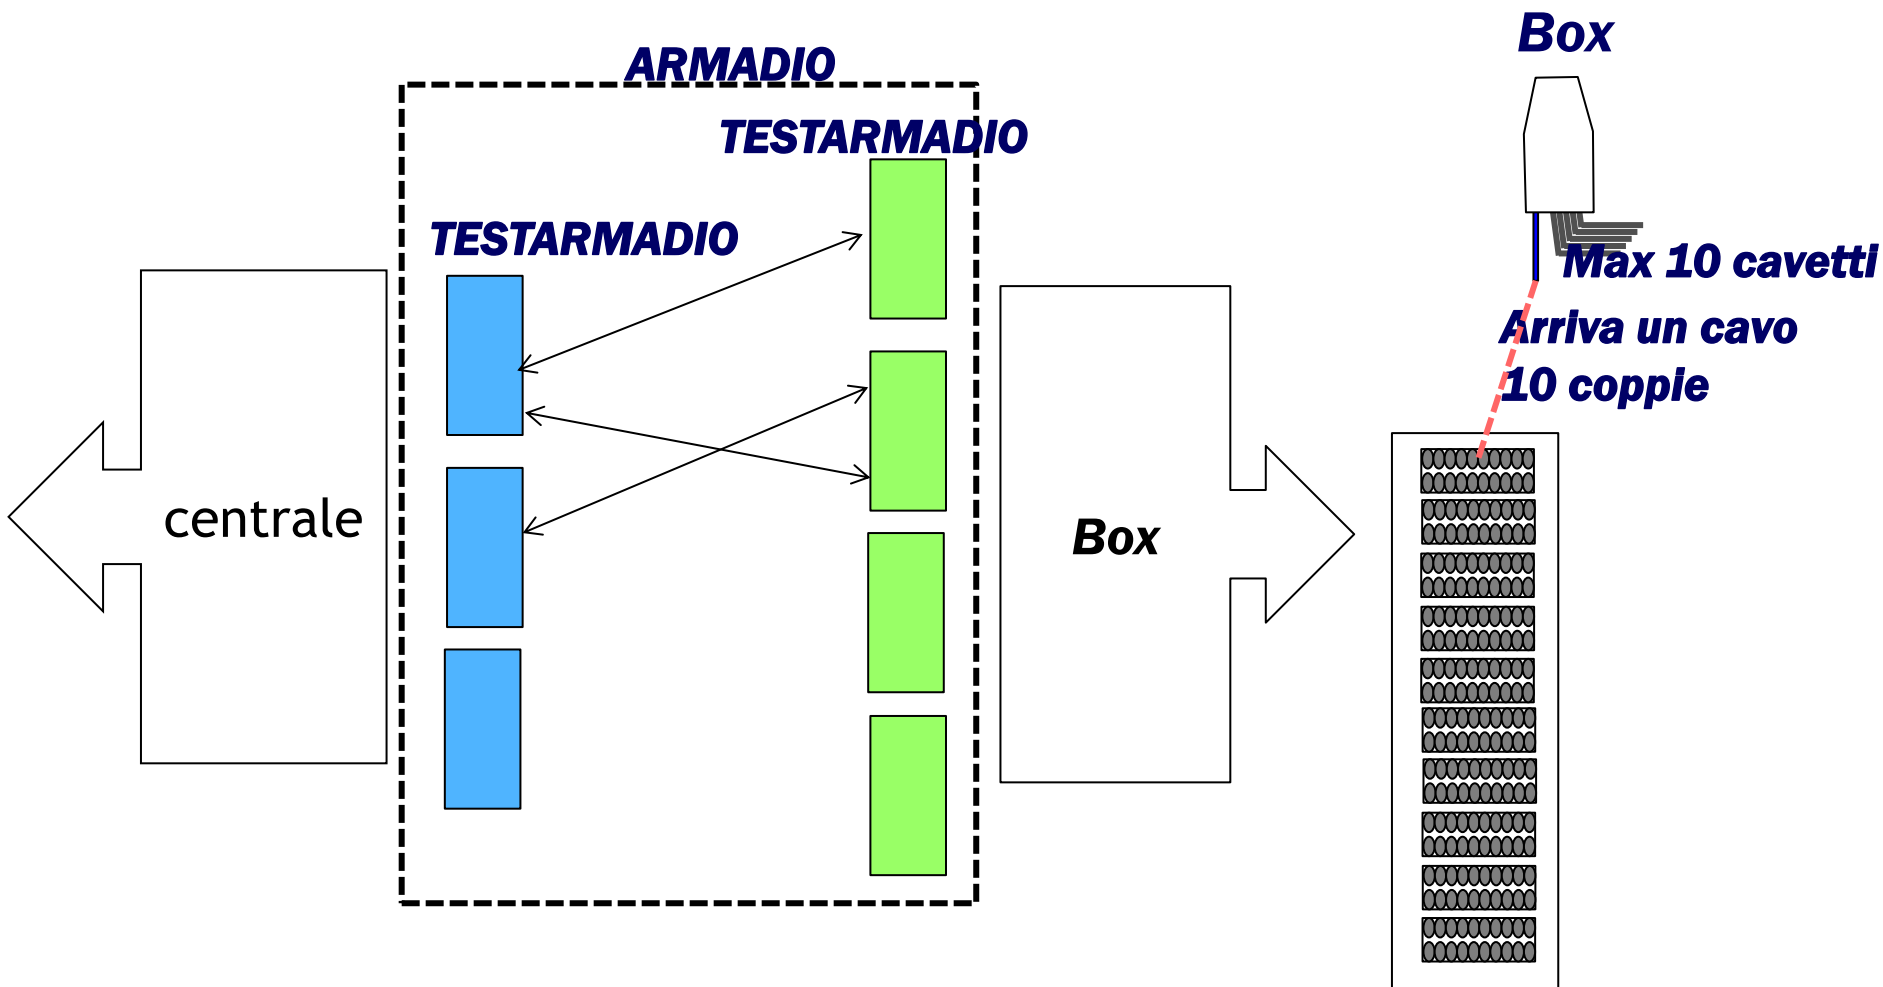 Box
ARMADIO
TESTARMADIO
TESTARMADIO
Max 10 cavetti
Arriva un cavo
10 coppie
centrale
Box